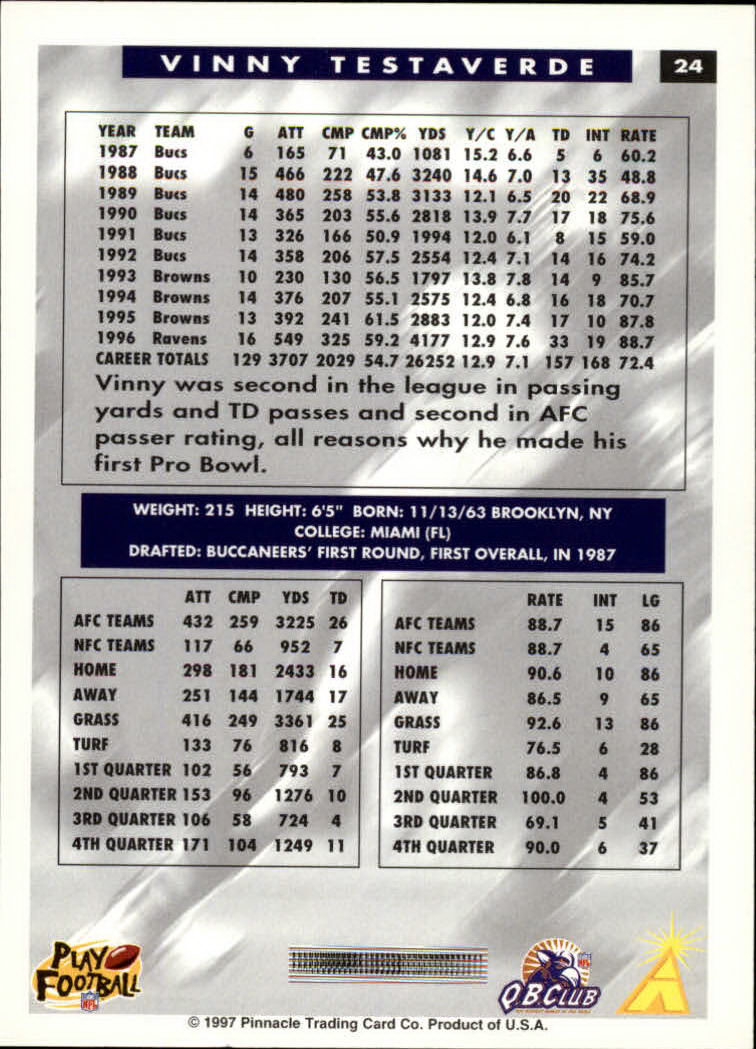 VINNY TESTAVERDE 24
YEAR TEAM G ATT CMP CMP% YDS Y/C Y/A TD INT RATE
1987 Bucs 6 165 71 43.0 1081 15.2 6.6 5 6 60.2
1988 Bucs 15 466 222 47.6 3240 14.6 7.0 13 35 48.8
1989 Bucs 14 480 258 53.8 3133 12.1 6.5 20 22 68.9
1990 Bucs 14 365 203 55.6 2818 13.9 7.7 17 18 75.6
1991 Bucs 13 326 166 50.9 1994 12.0 6.1 8 15 59.0
1992 Bucs 14 358 206 57.5 2554 12.4 7.1 14 16 74.2
1993 Browns 10 230 130 56.5 1797 13.8 7.8 14 9 85.7
1994 Browns 14 376 207 55.1 2575 12.4 6.8 16 18 70.7
1995 Browns 13 392 241 61.5 2883 12.0 7.4 17 10 87.8
1996 Ravens 16 549 325 59.2 4177 12.9 7.6 33 19 88.7
CAREER TOTALS 129 3707 2029 54.7 26252 12.9 7.1 157 168 72.4
Vinny was second in the league in passing
yards and TD passes and second in AFC
passer rating, all reasons why he made his
first Pro Bowl.
WEIGHT: 215 HEIGHT: 6'5" BORN: 11/13/63 BROOKLYN, NY
COLLEGE: MIAMI (FL)
DRAFTED: BUCCANEERS' FIRST ROUND, FIRST OVERALL, IN 1987
ATT CMP YDS TD
AFC TEAMS 432 259 3225 26
NFC TEAMS 117 66 952 7
HOME 298 181 2433 16
AWAY 251 144 1744 17
GRASS 416 249 3361 25
TURF 133 76 816 8
1ST QUARTER 102 56 793 7
2ND QUARTER 153 96 1276 10
3RD QUARTER 106 58 724 4
4TH QUARTER 171 104 1249 11
RATE INT LG
AFC TEAMS 88.7 15 86
NFC TEAMS 88.7 4 65
HOME 90.6 10 86
AWAY 86.5 9 65
GRASS 92.6 13 86
TURF 76.5 6 28
1ST QUARTER 86.8 4 86
2ND QUARTER 100.0 4 53
3RD QUARTER 69.1 5 41
4TH QUARTER 90.0 6 37
PLAY
FOOTBALL
NFL
NFL
QB CLUB
© 1997 Pinnacle Trading Card Co. Product of U.S.A.